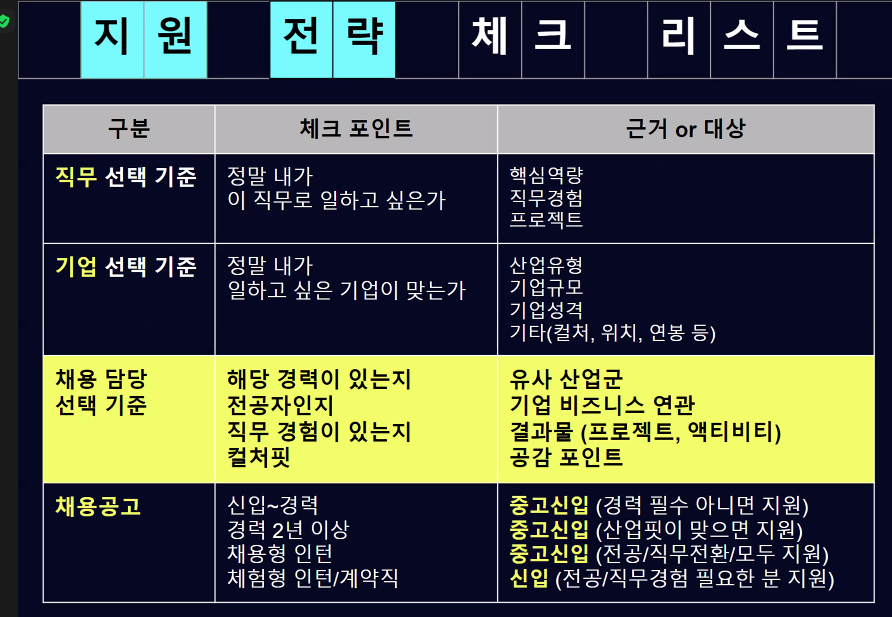 지원 전략 체크 리스트
구분
체크 포인트
근거 or 대상
직무 선택 기준
정말 내가
이 직무로 일하고 싶은가
핵심역량
직무경험
프로젝트
기업 선택 기준
정말 내가
일하고 싶은 기업이 맞는가
산업유형
기업규모
기업성격
기타(컬처, 위치, 연봉 등)
채용 담당
선택 기준
해당 경력이 있는지
전공자인지
직무 경험이 있는지
컬처핏
유사 산업군
기업 비즈니스 연관
결과물 (프로젝트, 액티비티)
공감 포인트
채용공고
신입~경력
경력 2년 이상
채용형 인턴
체험형 인턴/계약직
중고신입 (경력 필수 아니면 지원)
중고신입 (산업핏이 맞으면 지원)
중고신입 (전공/직무전환/모두 지원)
신입 (전공/직무경험 필요한 분 지원)